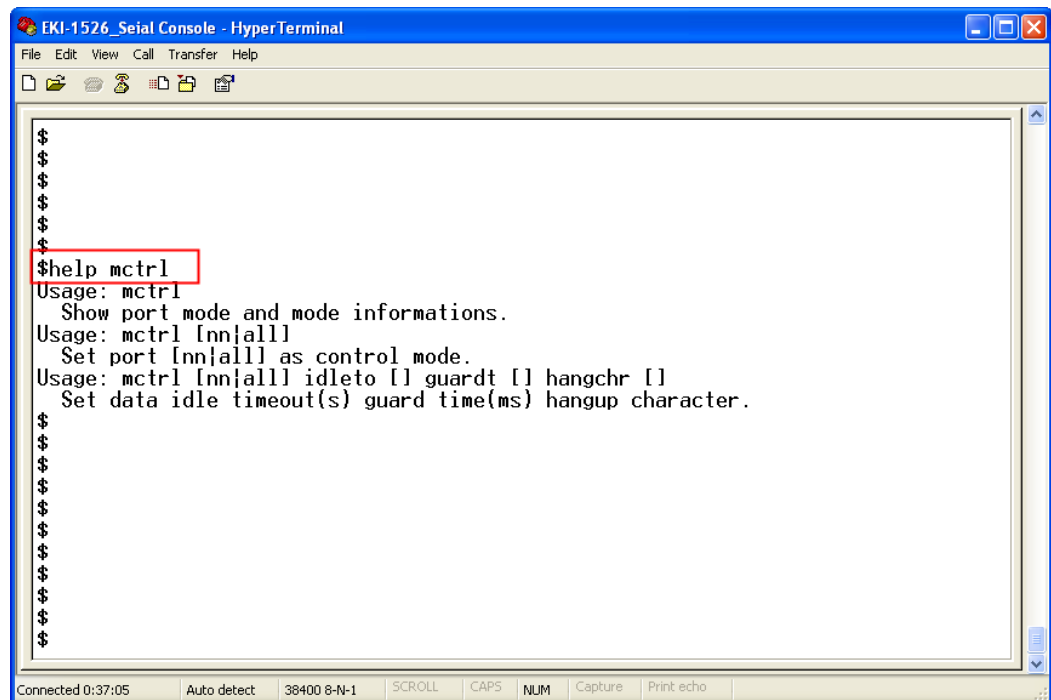 EKI-1526_Seial Console - HyperTerminal
File Edit View Call Transfer Help
$
$
$
$
$
$
$help mctrl
Usage: mctrl
Show port mode and mode informations.
Usage: mctrl [nn|all]
Set port [nn|all] as control mode.
Usage: mctrl [nn|all] idleto [] guardt [] hangchr []
Set data idle timeout(s) guard time(ms) hangup character.
$
$
$
$
$
$
$
$
$
$
$
Connected 0:37:05 Auto detect 38400 8-N-1 SCROLL CAPS NUM Capture Print echo